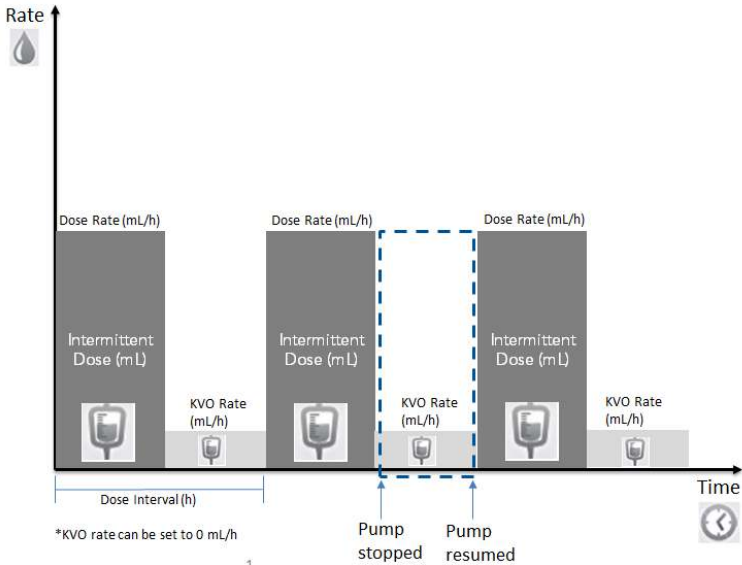 Rate
Dose Rate (mL/h)
Dose Rate (mL/h)
Dose Rate (mL/h)
Intermittent
Dose (mL)
Intermittent
Dose (mL)
Intermittent
Dose (mL)
KVO Rate
(mL/h)
KVO Rate
(mL/h)
KVO Rate
(mL/h)
Time
Dose Interval (h)
*KVO rate can be set to 0 mL/h
Pump
stopped
Pump
resumed